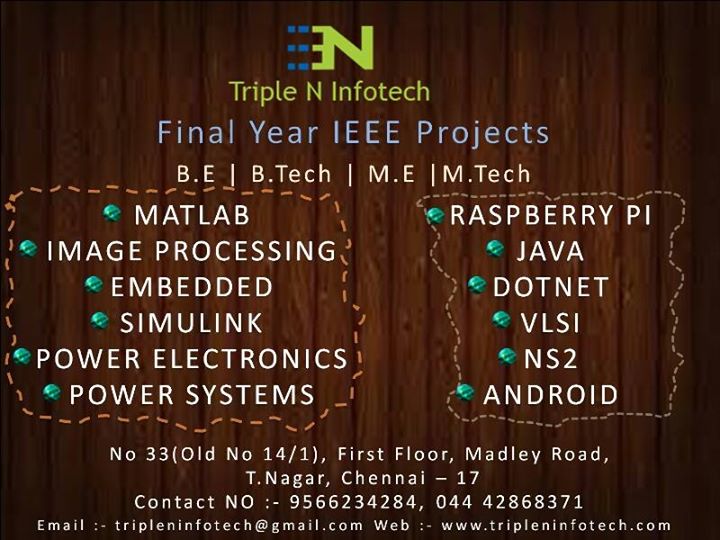 Triple N Infotech
Final Year IEEE Projects
B.E | B.Tech | M.E |M.Tech
MATLAB
IMAGE PROCESSING
EMBEDDED
SIMULINK
POWER ELECTRONICS
POWER SYSTEMS
RASPBERRY PI
JAVA
DOTNET
VLSI
NS2
ANDROID
No 33(Old No 14/1), First Floor, Madley Road,
T.Nagar, Chennai – 17
Contact NO :- 9566234284, 044 42868371
Email :- tripleninfotech@gmail.com Web :- www.tripleninfotech.com